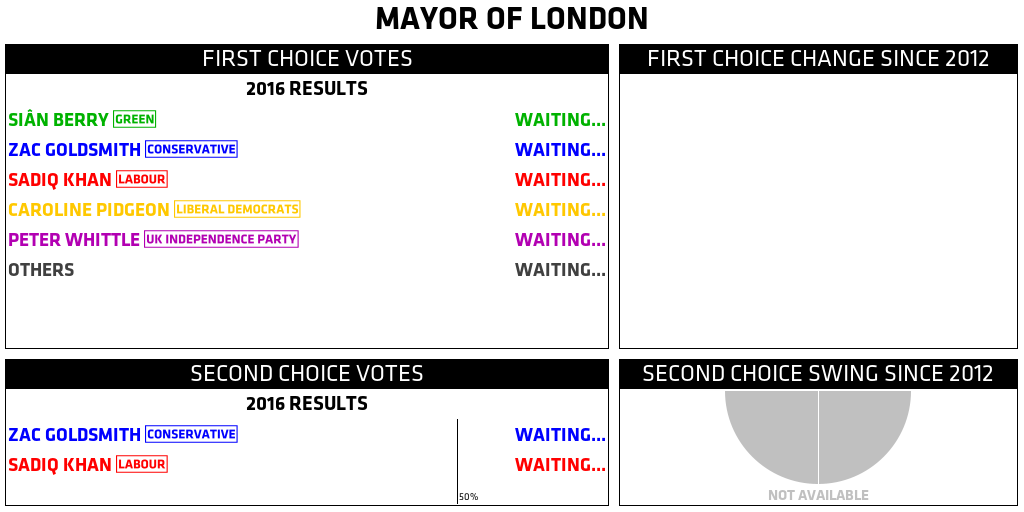 MAYOR OF LONDON
FIRST CHOICE VOTES
2016 RESULTS
SIÂN BERRY GREEN WAITING...
ZAC GOLDSMITH CONSERVATIVE WAITING...
SADIQ KHAN LABOUR WAITING...
CAROLINE PIDGEON LIBERAL DEMOCRATS WAITING...
PETER WHITTLE UK INDEPENDENCE PARTY WAITING...
OTHERS WAITING...
FIRST CHOICE CHANGE SINCE 2012
SECOND CHOICE VOTES
2016 RESULTS
ZAC GOLDSMITH CONSERVATIVE WAITING...
SADIQ KHAN LABOUR WAITING...
50%
SECOND CHOICE SWING SINCE 2012
NOT AVAILABLE